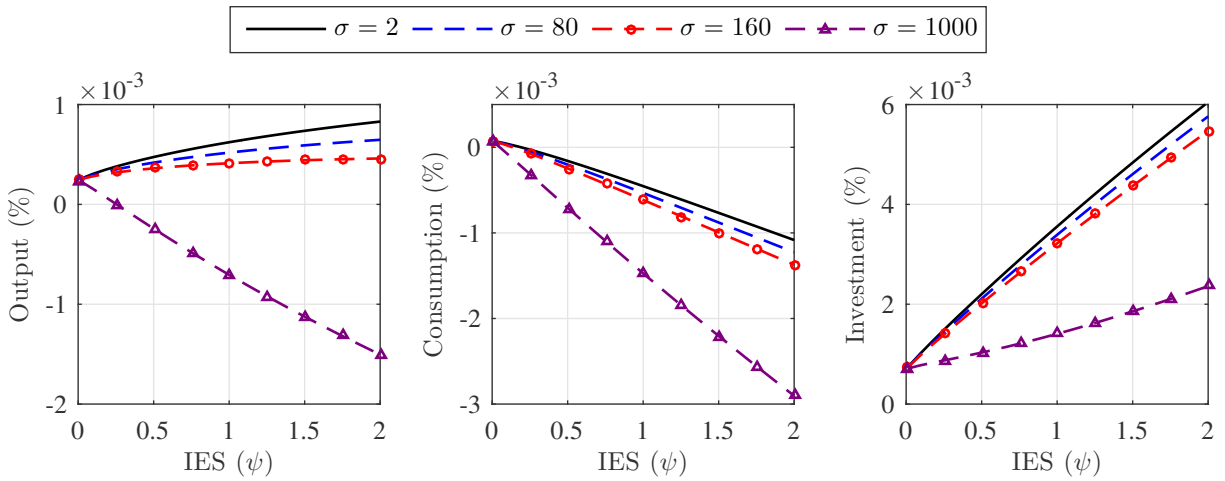 σ = 2 σ = 80 σ = 160 σ = 1000
×10⁻³
1
0
-1
-2
Output (%)
0 0.5 1 1.5 2
IES (ψ)
×10⁻³
0
-1
-2
-3
Consumption (%)
0 0.5 1 1.5 2
IES (ψ)
×10⁻³
6
4
2
0
Investment (%)
0 0.5 1 1.5 2
IES (ψ)